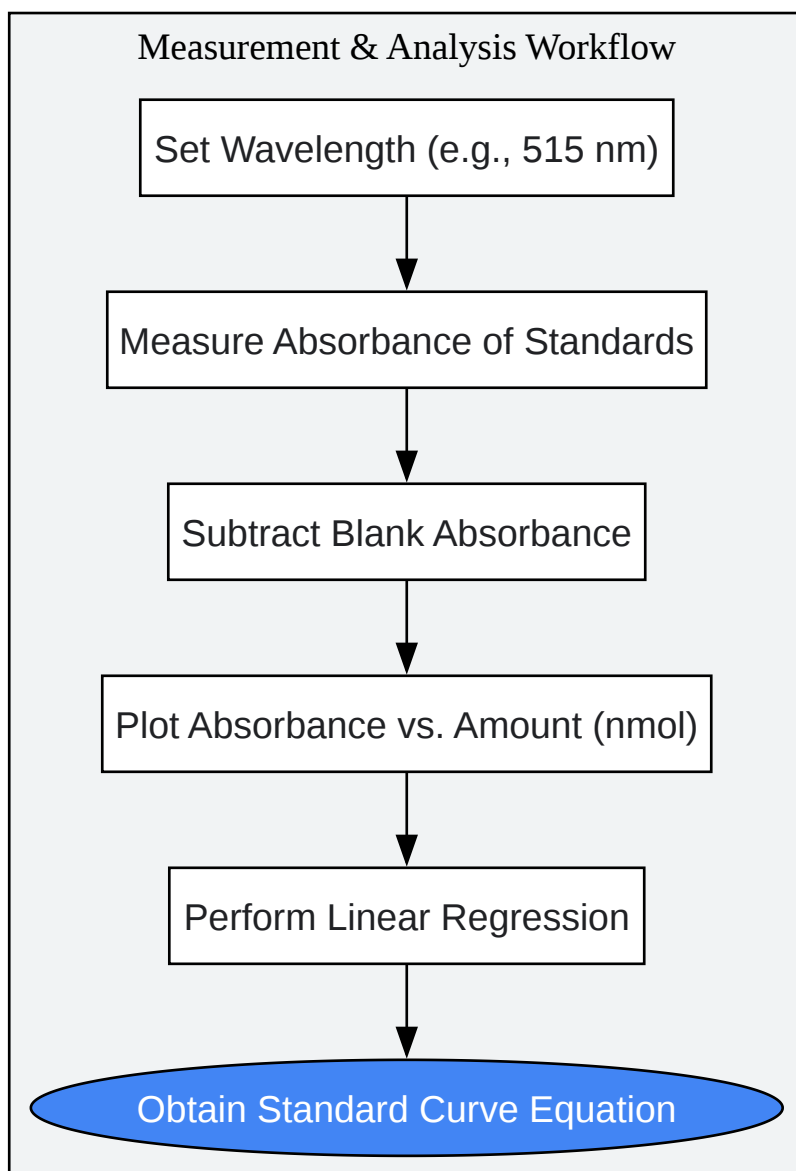 Measurement & Analysis Workflow
Set Wavelength (e.g., 515 nm)
Measure Absorbance of Standards
Subtract Blank Absorbance
Plot Absorbance vs. Amount (nmol)
Perform Linear Regression
Obtain Standard Curve Equation